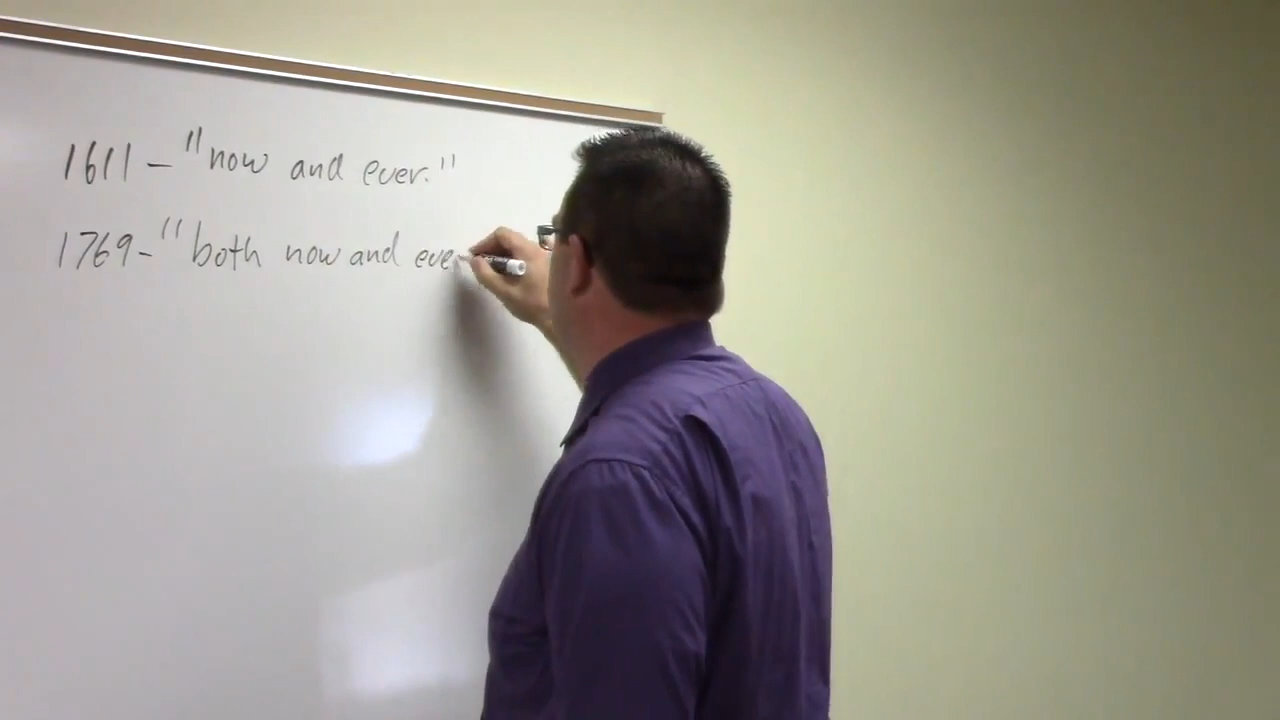 1611 - "now and ever."
1769 - "both now and eve